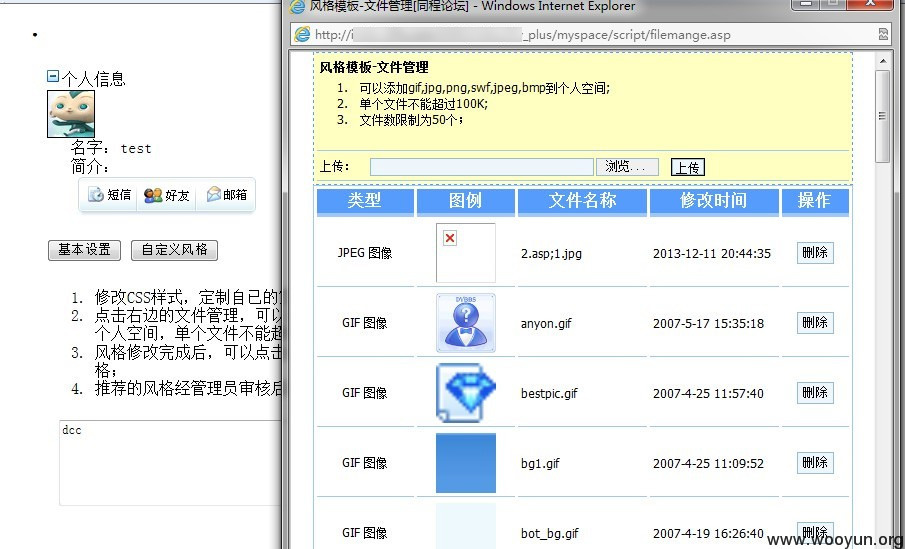 个人信息
名字: test
简介:
短信 好友 邮箱
基本设置 自定义风格
1. 修改CSS样式，定制自己的
2. 点击右边的文件管理，可以
个人空间，单个文件不能超
3. 风格修改完成后，可以点击
格；
4. 推荐的风格经管理员审核后
dcc
风格模板-文件管理[同程论坛] - Windows Internet Explorer
_plus/myspace/script/filemange.asp
风格模板-文件管理
1. 可以添加gif,jpg,png,swf,jpeg,bmp到个人空间;
2. 单个文件不能超过100K;
3. 文件数限制为50个；
上传: 浏览... 上传
类型 图例 文件名称 修改时间 操作
JPEG 图像 2.asp;1.jpg 2013-12-11 20:44:35 删除
GIF 图像 DVBBS anyon.gif 2007-5-17 15:35:18 删除
GIF 图像 bestpic.gif 2007-4-25 11:57:40 删除
GIF 图像 bg1.gif 2007-4-25 11:09:52 删除
GIF 图像 bot_bg.gif 2007-4-19 16:26:40 删除
www.wooyun.org